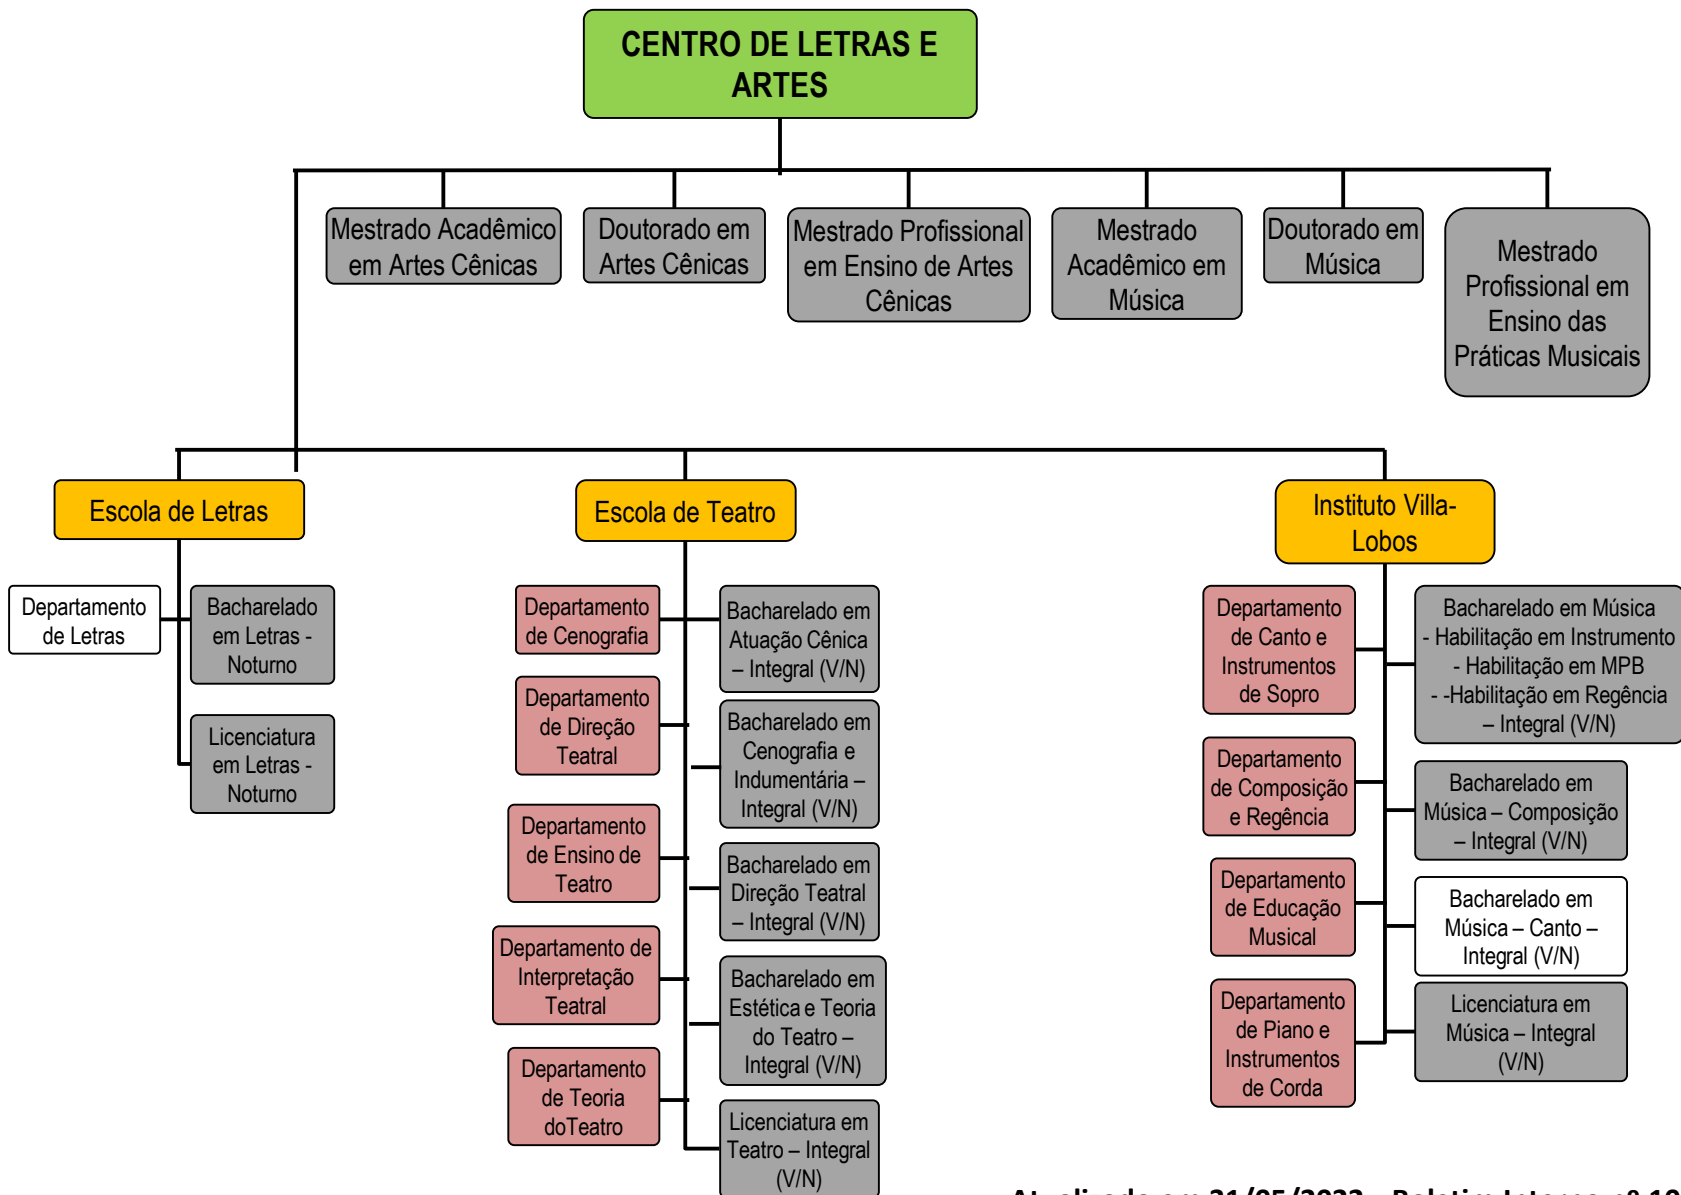 CENTRO DE LETRAS E
ARTES
Mestrado Acadêmico
em Artes Cênicas
Doutorado em
Artes Cênicas
Mestrado Profissional
em Ensino de Artes
Cênicas
Mestrado
Acadêmico em
Música
Doutorado em
Música
Mestrado
Profissional em
Ensino das
Práticas Musicais
Escola de Letras
Departamento
de Letras
Bacharelado
em Letras -
Noturno
Licenciatura
em Letras -
Noturno
Escola de Teatro
Departamento
de Cenografia
Departamento
de Direção
Teatral
Departamento
de Ensino de
Teatro
Departamento de
Interpretação
Teatral
Departamento
de Teoria
doTeatro
Bacharelado em
Atuação Cênica
– Integral (V/N)
Bacharelado em
Cenografia e
Indumentária –
Integral (V/N)
Bacharelado em
Direção Teatral
– Integral (V/N)
Bacharelado em
Estética e Teoria
do Teatro –
Integral (V/N)
Licenciatura em
Teatro – Integral
(V/N)
Instituto Villa-
Lobos
Departamento
de Canto e
Instrumentos
de Sopro
Departamento
de Composição
e Regência
Departamento
de Educação
Musical
Departamento
de Piano e
Instrumentos
de Corda
Bacharelado em Música
- Habilitação em Instrumento
- Habilitação em MPB
- -Habilitação em Regência
– Integral (V/N)
Bacharelado em
Música – Composição
– Integral (V/N)
Bacharelado em
Música – Canto –
Integral (V/N)
Licenciatura em
Música – Integral
(V/N)